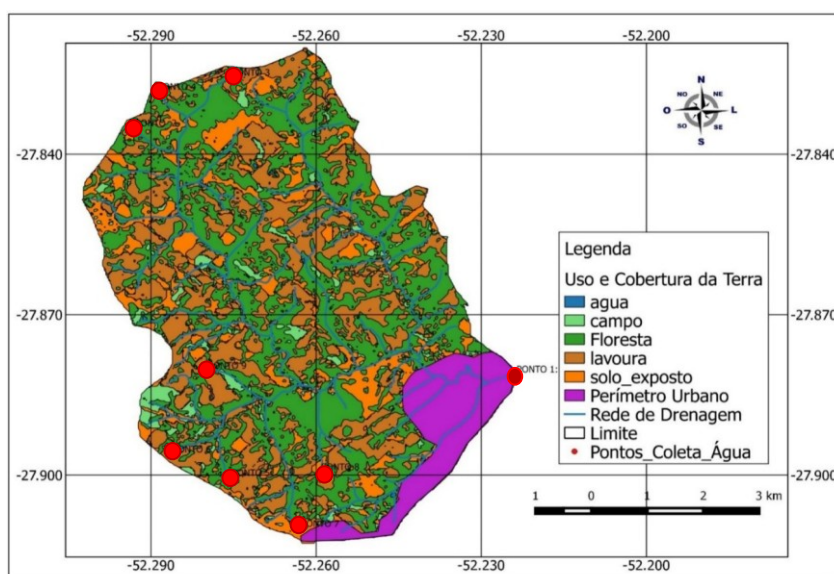 -52.290 -52.260 -52.230 -52.200
N
NO NE
O L
SO SE
S
-27.840 -27.840
-27.870 -27.870
-27.900 -27.900
PONTO 1:
Legenda
Uso e Cobertura da Terra
agua
campo
Floresta
lavoura
solo_exposto
Perímetro Urbano
Rede de Drenagem
Limite
Pontos_Coleta_Água
1 0 1 2 3 km
-52.290 -52.260 -52.230 -52.200